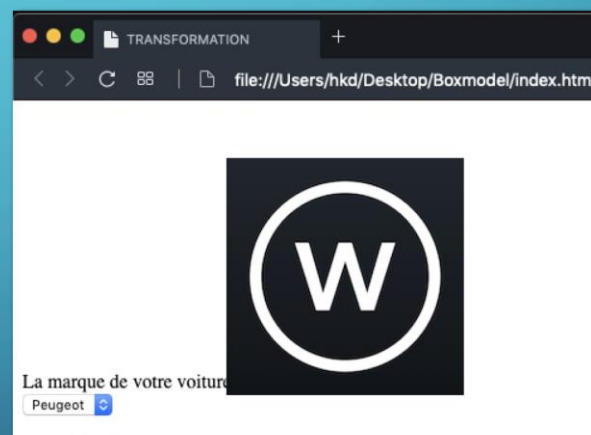 TRANSFORMATION
file:///Users/hkd/Desktop/Boxmodel/index.htm
W
La marque de votre voiture
Peugeot